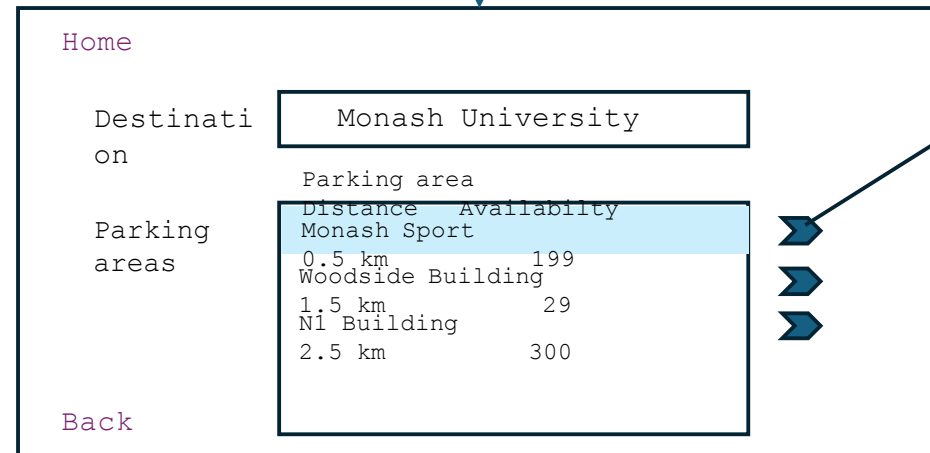 Home
Destinati
on
Monash University
Parking area
Distance Availabilty
Parking
areas
Monash Sport
0.5 km 199
Woodside Building
1.5 km 29
N1 Building
2.5 km 300
Back